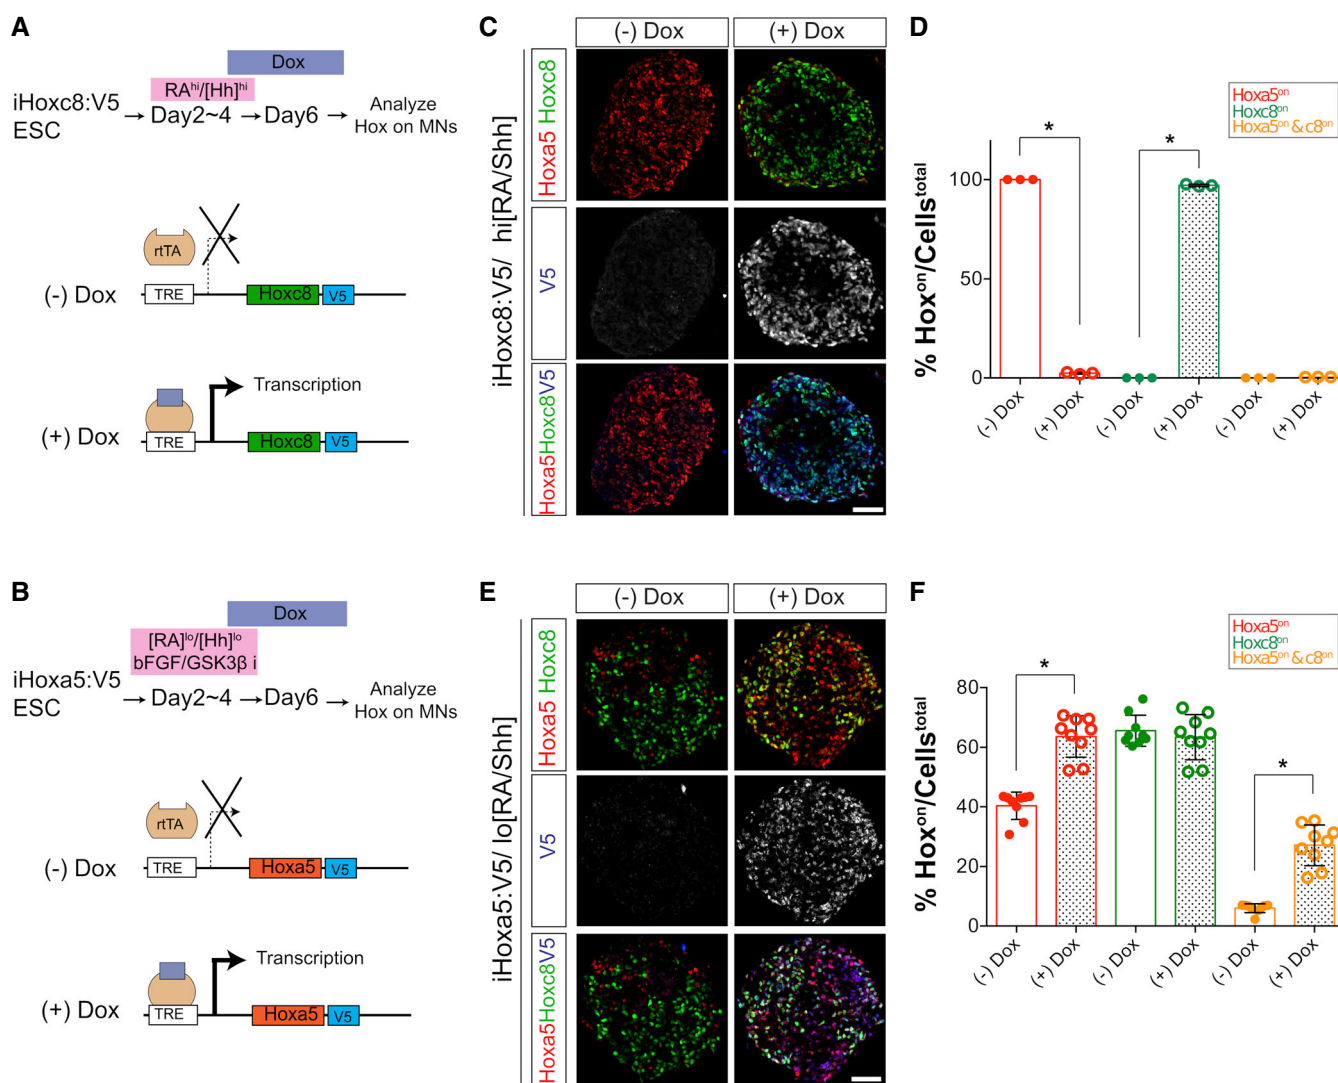 A
Dox
RAhi/[Hh]hi
iHoxc8:V5
ESC
Day2~4
Day6
Analyze
Hox on MNs
rtTA
(-) Dox
TRE
Hoxc8
V5
Transcription
(+) Dox
TRE
Hoxc8
V5
B
Dox
[RA]lo/[Hh]lo
bFGF/GSK3β i
iHoxa5:V5
ESC
Day2~4
Day6
Analyze
Hox on MNs
rtTA
(-) Dox
TRE
Hoxa5
V5
Transcription
(+) Dox
TRE
Hoxa5
V5
C
(-) Dox
(+) Dox
iHoxc8:V5/ hi[RA/Shh]
Hoxa5 Hoxc8
V5
Hoxa5Hoxc8V5
D
Hoxa5on
Hoxc8on
Hoxa5on & c8on
% Hoxon/Cellstotal
100
50
0
*
*
(-) Dox
(+) Dox
(-) Dox
(+) Dox
(-) Dox
(+) Dox
E
(-) Dox
(+) Dox
iHoxa5:V5/ lo[RA/Shh]
Hoxa5 Hoxc8
V5
Hoxa5Hoxc8V5
F
Hoxa5on
Hoxc8on
Hoxa5on & c8on
% Hoxon/Cellstotal
80
60
40
20
0
*
*
(-) Dox
(+) Dox
(-) Dox
(+) Dox
(-) Dox
(+) Dox